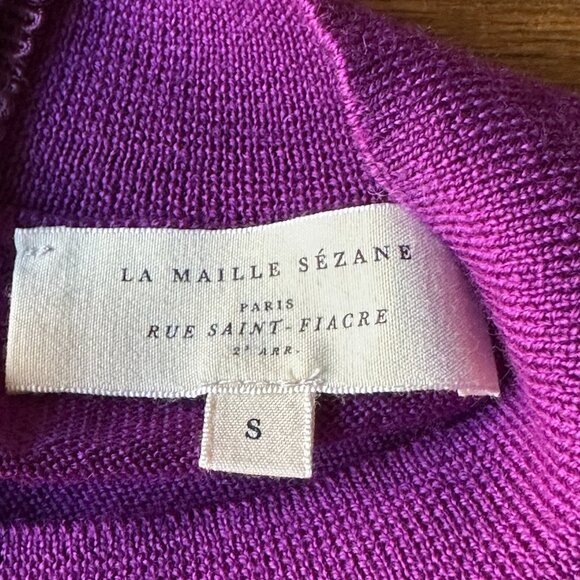 LA MAILLE SÉZANE
PARIS
RUE SAINT-FIACRE
2ᵉ ARR.
S